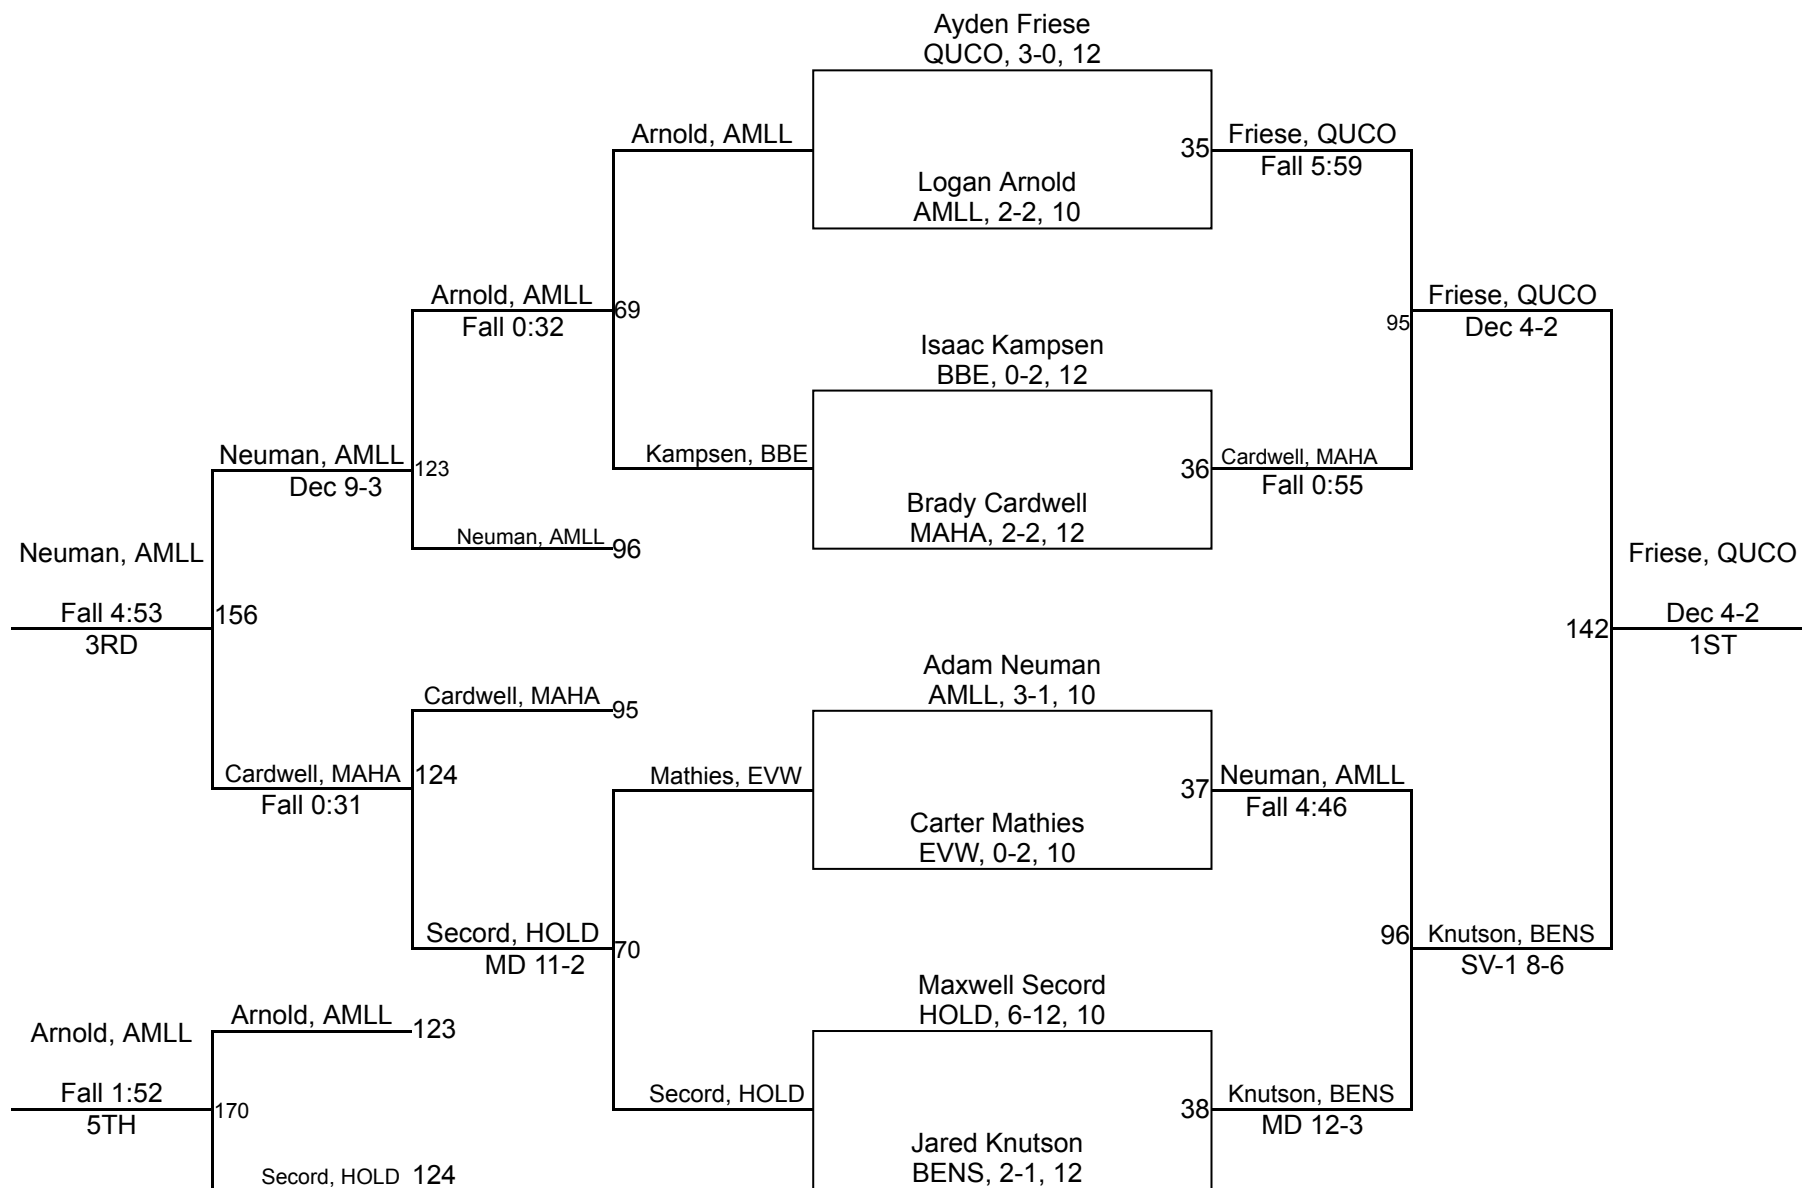 Ayden Friese
QUCO, 3-0, 12
Arnold, AMLL
35
Friese, QUCO
Fall 5:59
Logan Arnold
AMLL, 2-2, 10
Arnold, AMLL
Fall 0:32
69
Friese, QUCO
95
Dec 4-2
Isaac Kampsen
BBE, 0-2, 12
Neuman, AMLL
Dec 9-3
123
Kampsen, BBE
36
Cardwell, MAHA
Fall 0:55
Brady Cardwell
MAHA, 2-2, 12
Neuman, AMLL
96
Neuman, AMLL
Fall 4:53
3RD
156
Friese, QUCO
142
Dec 4-2
1ST
Adam Neuman
AMLL, 3-1, 10
Cardwell, MAHA
95
Cardwell, MAHA
Fall 0:31
124
Mathies, EVW
37
Neuman, AMLL
Fall 4:46
Carter Mathies
EVW, 0-2, 10
Secord, HOLD
MD 11-2
70
96
Knutson, BENS
SV-1 8-6
Maxwell Secord
HOLD, 6-12, 10
Arnold, AMLL
123
Arnold, AMLL
Fall 1:52
5TH
170
Secord, HOLD
38
Knutson, BENS
MD 12-3
Jared Knutson
BENS, 2-1, 12
Secord, HOLD
124